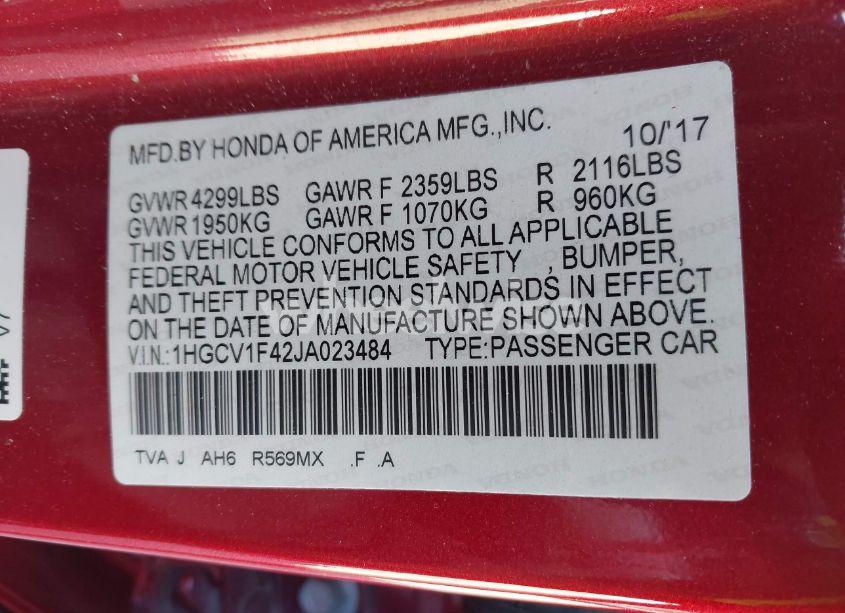 MFD.BY HONDA OF AMERICA MFG.,INC. 10/'17
GVWR 4299LBS GAWR F 2359LBS R 2116LBS
GVWR 1950KG GAWR F 1070KG R 960KG
THIS VEHICLE CONFORMS TO ALL APPLICABLE
FEDERAL MOTOR VEHICLE SAFETY , BUMPER,
AND THEFT PREVENTION STANDARDS IN EFFECT
ON THE DATE OF MANUFACTURE SHOWN ABOVE.
V.I.N.:1HGCV1F42JA023484 TYPE:PASSENGER CAR
TVA J AH6 R569MX .F .A